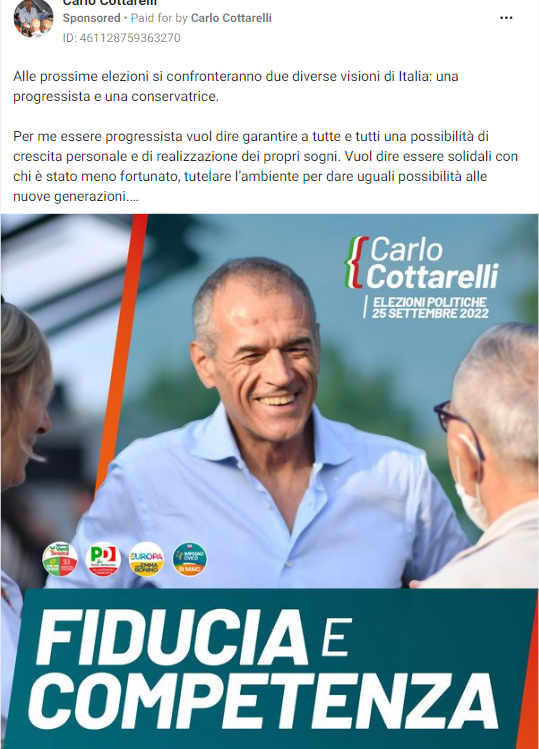 Carlo Cottarelli
Sponsored • Paid for by Carlo Cottarelli
ID: 461128759363270
Alle prossime elezioni si confronteranno due diverse visioni di Italia: una
progressista e una conservatrice.
Per me essere progressista vuol dire garantire a tutte e tutti una possibilità di
crescita personale e di realizzazione dei propri sogni. Vuol dire essere solidali con
chi è stato meno fortunato, tutelare l’ambiente per dare uguali possibilità alle
nuove generazioni....
Carlo
Cottarelli
ELEZIONI POLITICHE
25 SETTEMBRE 2022
Verdi
Sinistra
SI
PD
EUROPA
EMMA
BONINO
IMPEGNO
CIVICO
DI MAIO
FIDUCIA E
COMPETENZA